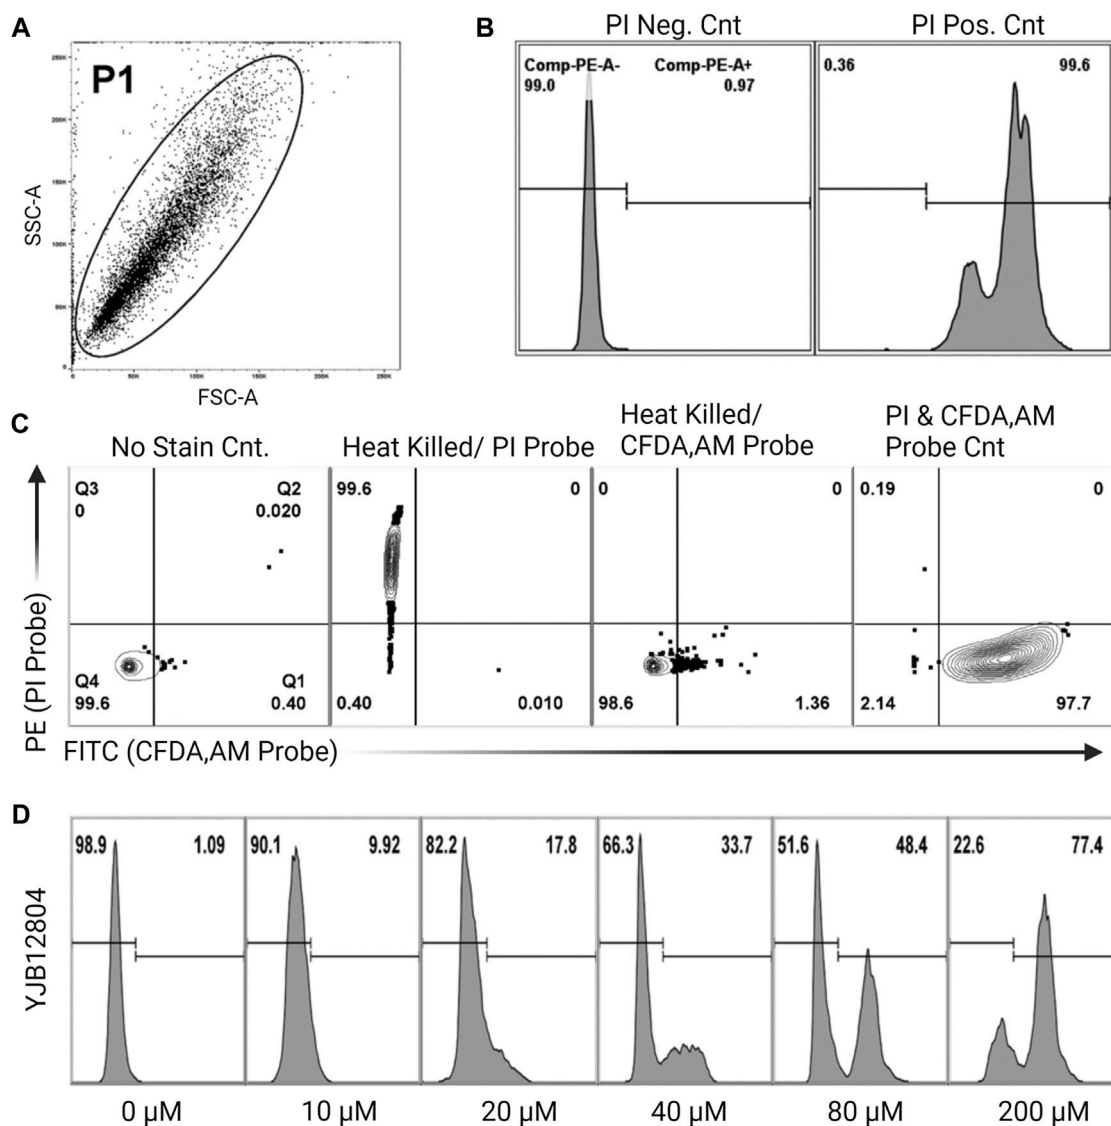 A
P1
SSC-A
250K
200K
150K
100K
50K
0
0
50K
100K
150K
200K
250K
FSC-A
B
PI Neg. Cnt
PI Pos. Cnt
Comp-PE-A-
99.0
Comp-PE-A+
0.97
0.36
99.6
C
No Stain Cnt.
Heat Killed/ PI Probe
Heat Killed/
CFDA,AM Probe
PI & CFDA,AM
Probe Cnt
PE (PI Probe)
Q3
0
Q2
0.020
Q4
99.6
Q1
0.40
99.6
0
0.40
0.010
0
0
98.6
1.36
0.19
0
2.14
97.7
FITC (CFDA,AM Probe)
D
YJB12804
98.9 1.09
90.1 9.92
82.2 17.8
66.3 33.7
51.6 48.4
22.6 77.4
0 µM
10 µM
20 µM
40 µM
80 µM
200 µM